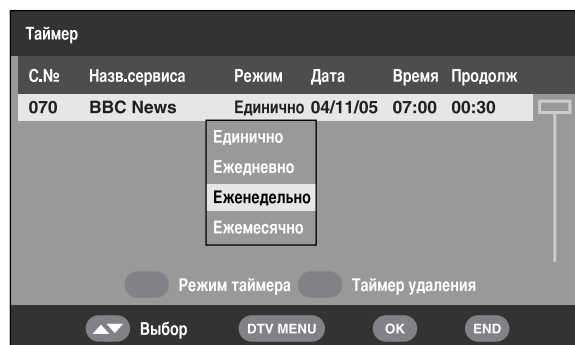 Таймер
С.№ Назв.сервиса Режим Дата Время Продолж
070 BBC News Единично 04/11/05 07:00 00:30
Единично
Ежедневно
Еженедельно
Ежемесячно
Режим таймера Таймер удаления
Выбор DTV MENU OK END